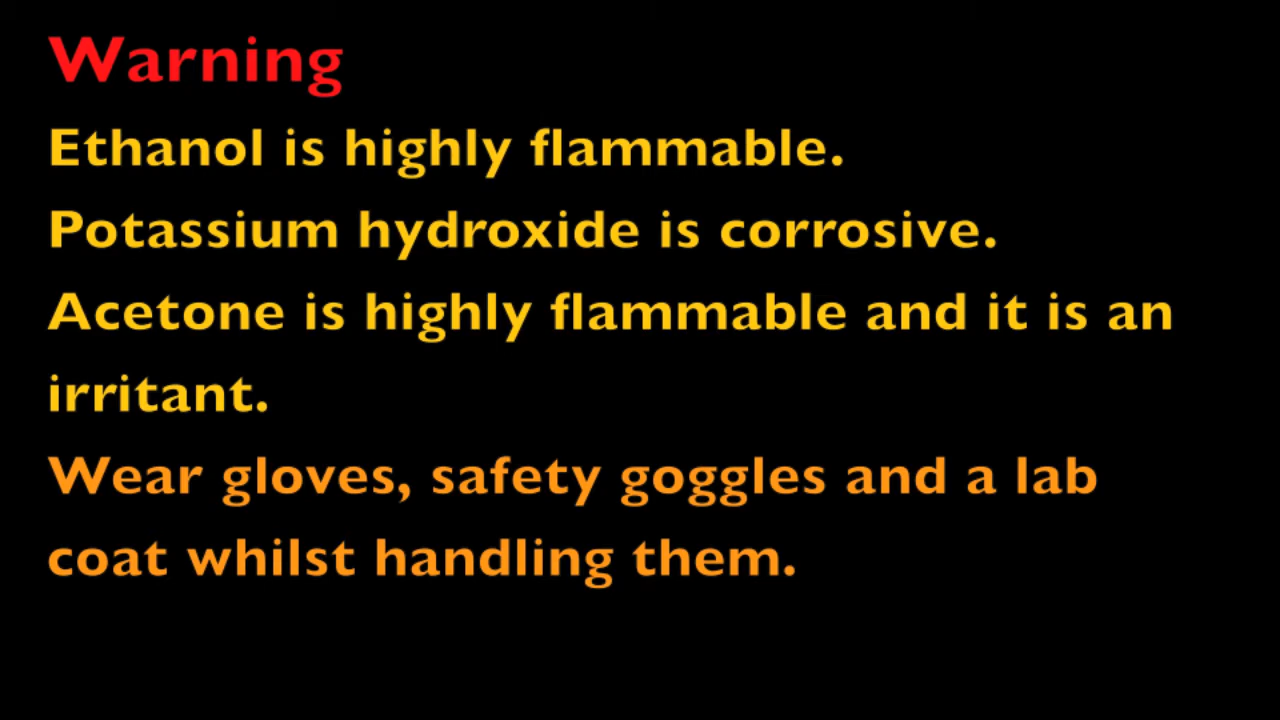 Warning
Ethanol is highly flammable.
Potassium hydroxide is corrosive.
Acetone is highly flammable and it is an
irritant.
Wear gloves, safety goggles and a lab
coat whilst handling them.